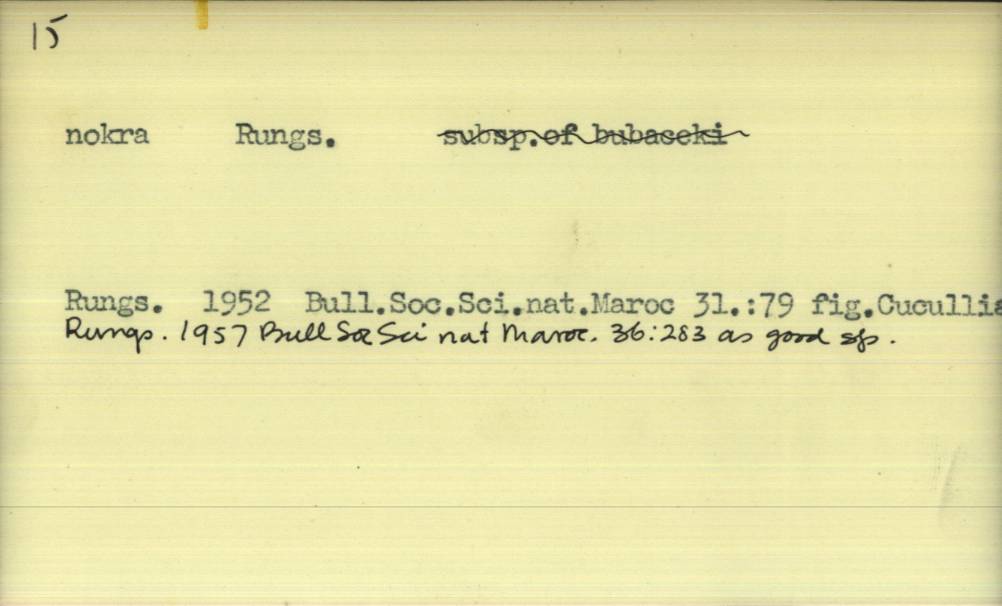 15
nokra Rungs. subsp.of bubaceki
Rungs. 1952 Bull.Soc.Sci.nat.Maroc 31.:79 fig.Cucullia
Rungs. 1957 Bull Soc Sci nat Maroc. 36:283 as good sp.